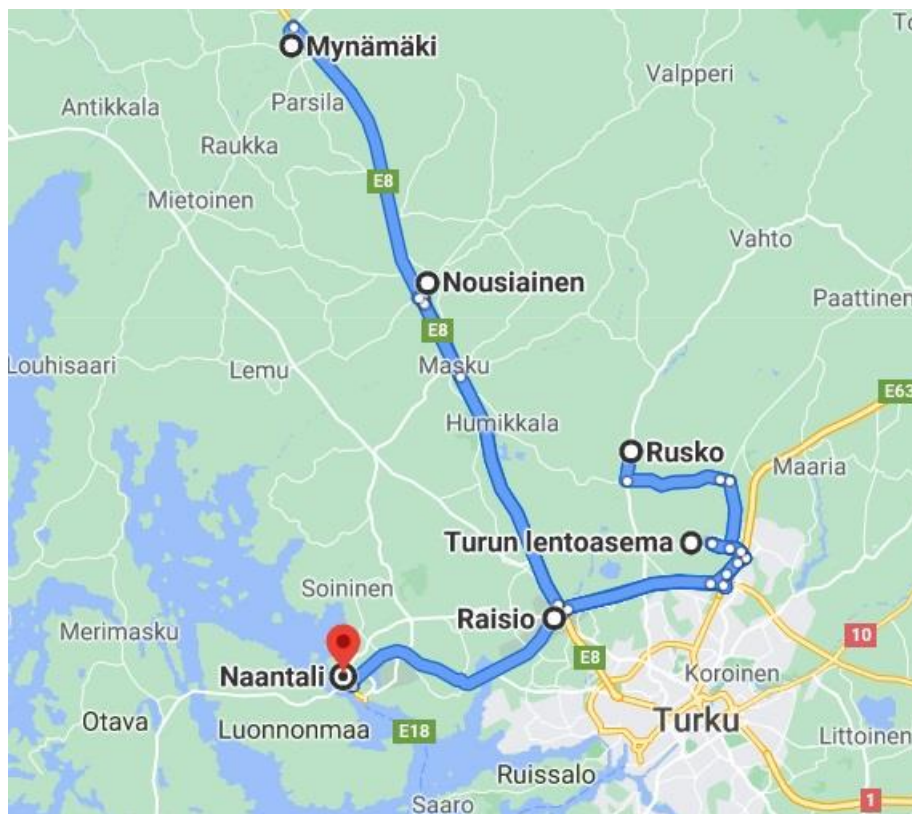 To
Mynämäki
Valpperi
Antikkala
Parsila
Raukka
E8
Mietoinen
Vahto
Nousiainen
Paattinen
E8
Louhisaari
Lemu
Masku
E63
Humikkala
Rusko
Maaria
Turun lentoasema
Soininen
Raisio
Merimasku
10
E8
Naantali
Koroinen
Otava
Luonnonmaa
E18
Turku
Littoinen
Ruissalo
Saaro
1